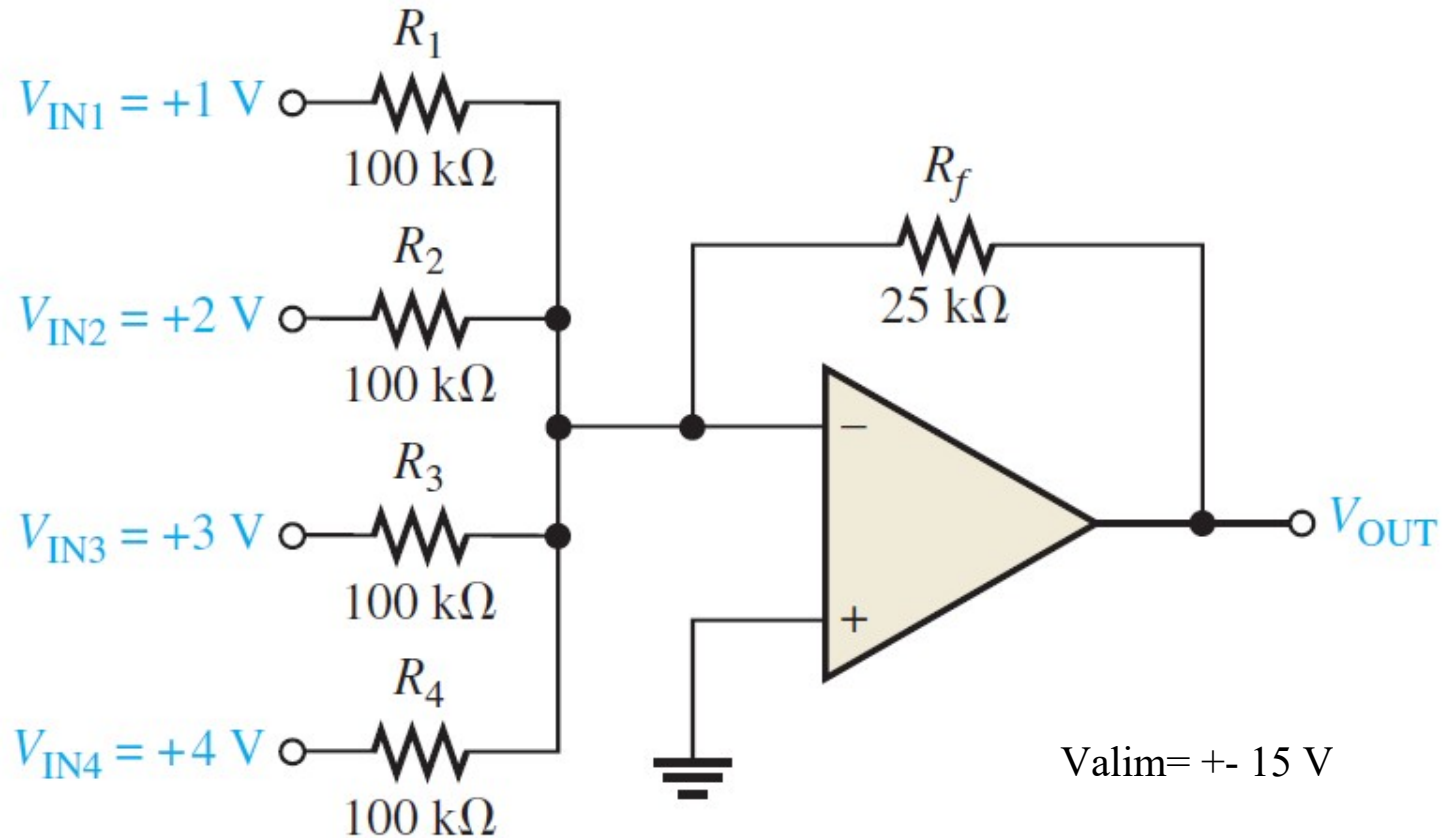 R1
VIN1 = +1 V
100 kΩ
Rf
25 kΩ
R2
VIN2 = +2 V
100 kΩ
R3
VIN3 = +3 V
100 kΩ
−
+
VOUT
R4
VIN4 = +4 V
100 kΩ
Valim= +- 15 V